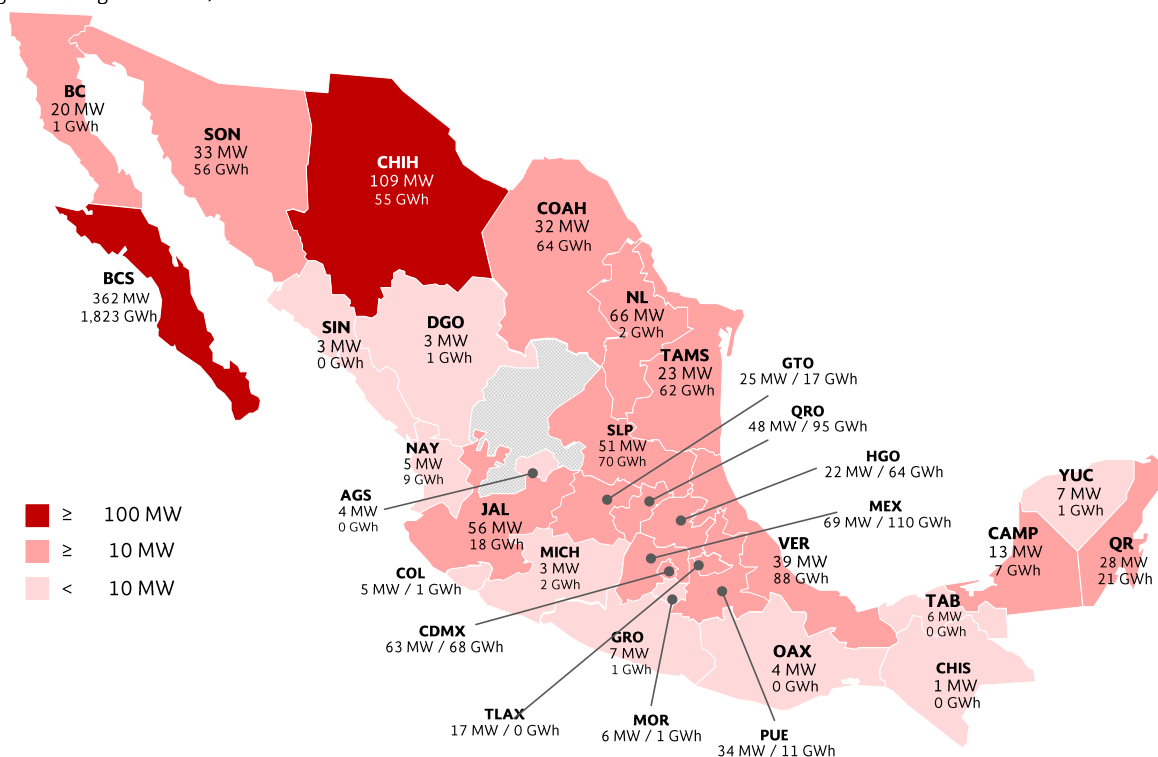 BC
20 MW
1 GWh
SON
33 MW
56 GWh
CHIH
109 MW
55 GWh
COAH
32 MW
64 GWh
BCS
362 MW
1,823 GWh
SIN
3 MW
0 GWh
DGO
3 MW
1 GWh
NL
66 MW
2 GWh
TAMS
23 MW
62 GWh
GTO
25 MW / 17 GWh
QRO
48 MW / 95 GWh
SLP
51 MW
70 GWh
HGO
22 MW / 64 GWh
NAY
5 MW
9 GWh
AGS
4 MW
0 GWh
JAL
56 MW
18 GWh
MEX
69 MW / 110 GWh
YUC
7 MW
1 GWh
CAMP
13 MW
7 GWh
QR
28 MW
21 GWh
VER
39 MW
88 GWh
MICH
3 MW
2 GWh
COL
5 MW / 1 GWh
TAB
6 MW
0 GWh
CDMX
63 MW / 68 GWh
GRO
7 MW
1 GWh
OAX
4 MW
0 GWh
CHIS
1 MW
0 GWh
TLAX
17 MW / 0 GWh
MOR
6 MW / 1 GWh
PUE
34 MW / 11 GWh
≥ 100 MW
≥ 10 MW
< 10 MW